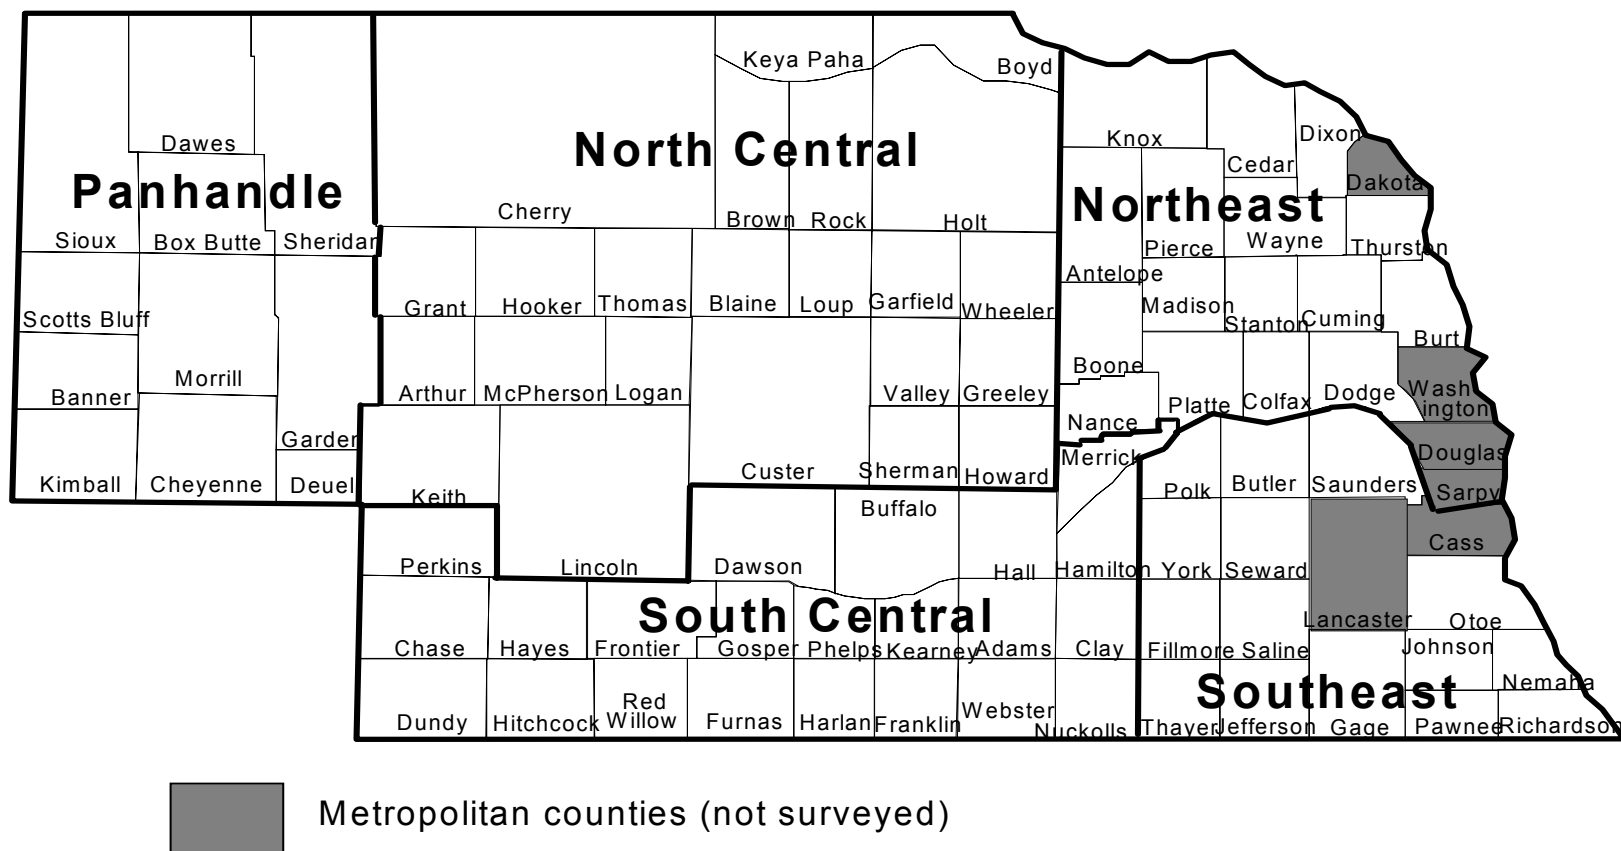 Keya Paha
Boyd
Dawes
North Central
Knox
Dixon
Cedar
Dakota
Panhandle
Northeast
Cherry
Brown
Rock
Holt
Sioux
Box Butte
Sheridan
Pierce
Wayne
Thurston
Antelope
Scotts Bluff
Grant
Hooker
Thomas
Blaine
Loup
Garfield
Wheeler
Madison
Stanton
Cuming
Burt
Banner
Morrill
Arthur
McPherson
Logan
Valley
Greeley
Boone
Platte
Colfax
Dodge
Wash
ington
Nance
Garden
Kimball
Cheyenne
Deuel
Keith
Custer
Sherman
Howard
Merrick
Polk
Butler
Saunders
Douglas
Sarpy
Buffalo
Perkins
Lincoln
Dawson
Hall
Hamilton
York
Seward
Cass
South Central
Lancaster
Otoe
Chase
Hayes
Frontier
Gosper
Phelps
Kearney
Adams
Clay
Fillmore
Saline
Johnson
Southeast
Nemaha
Dundy
Hitchcock
Red
Willow
Furnas
Harlan
Franklin
Webster
Nuckolls
Thayer
Jefferson
Gage
Pawnee
Richardson
Metropolitan counties (not surveyed)